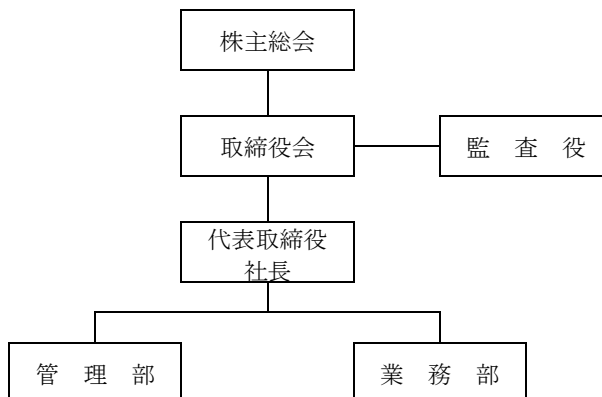 株主総会
取締役会
監　査　役
代表取締役
社長
管　理　部
業　務　部